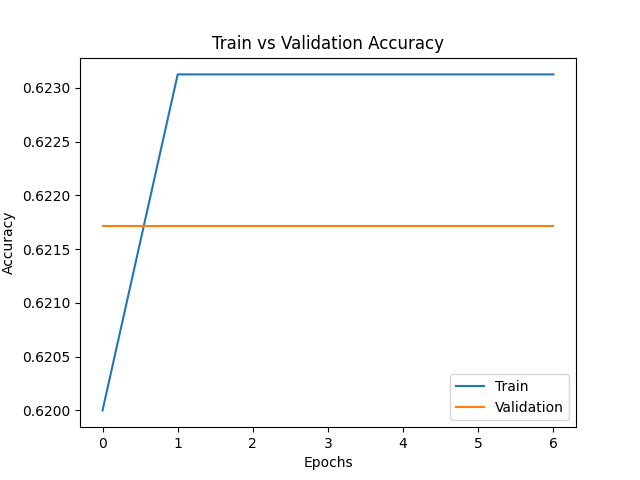 Train vs Validation Accuracy
0.6230
0.6225
0.6220
0.6215
0.6210
0.6205
0.6200
Accuracy
Train
Validation
0 1 2 3 4 5 6
Epochs